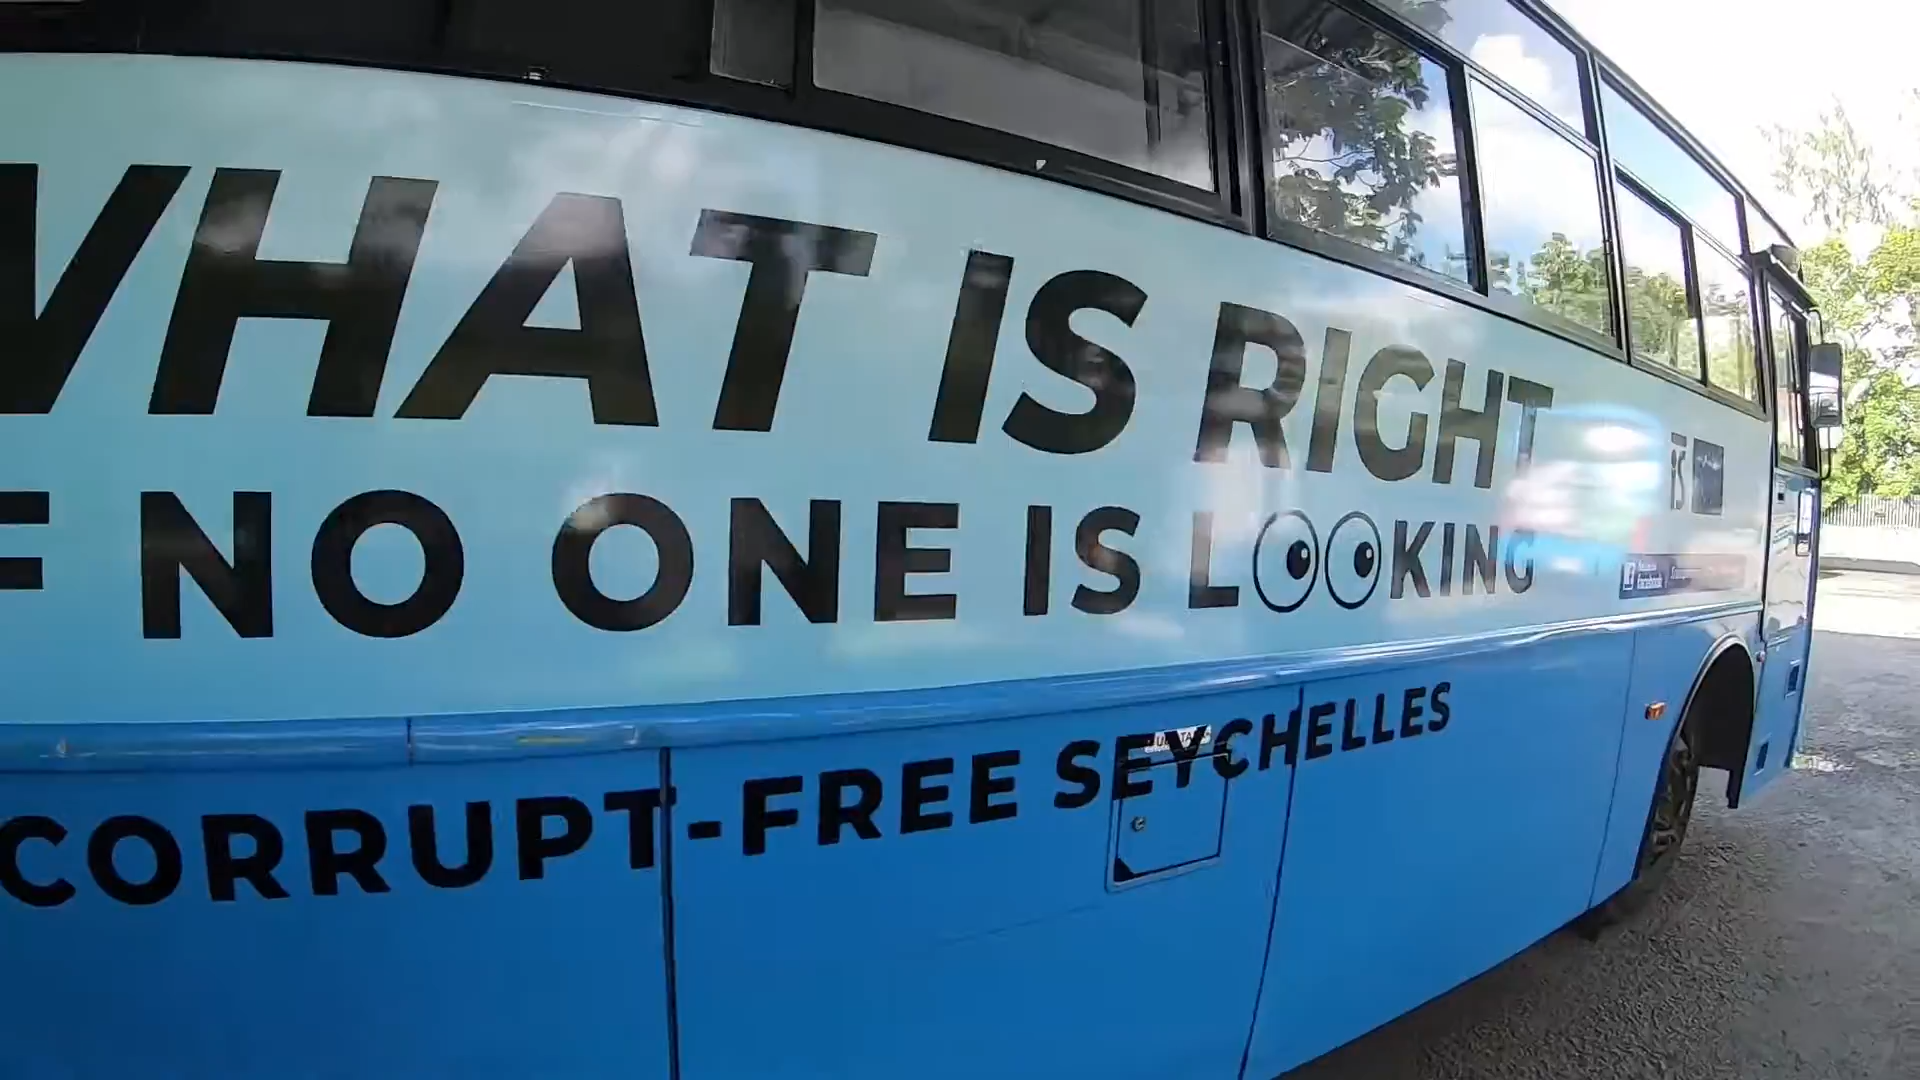 WHAT IS RIGHT
F NO ONE IS LOOKING
CORRUPT-FREE SEYCHELLES